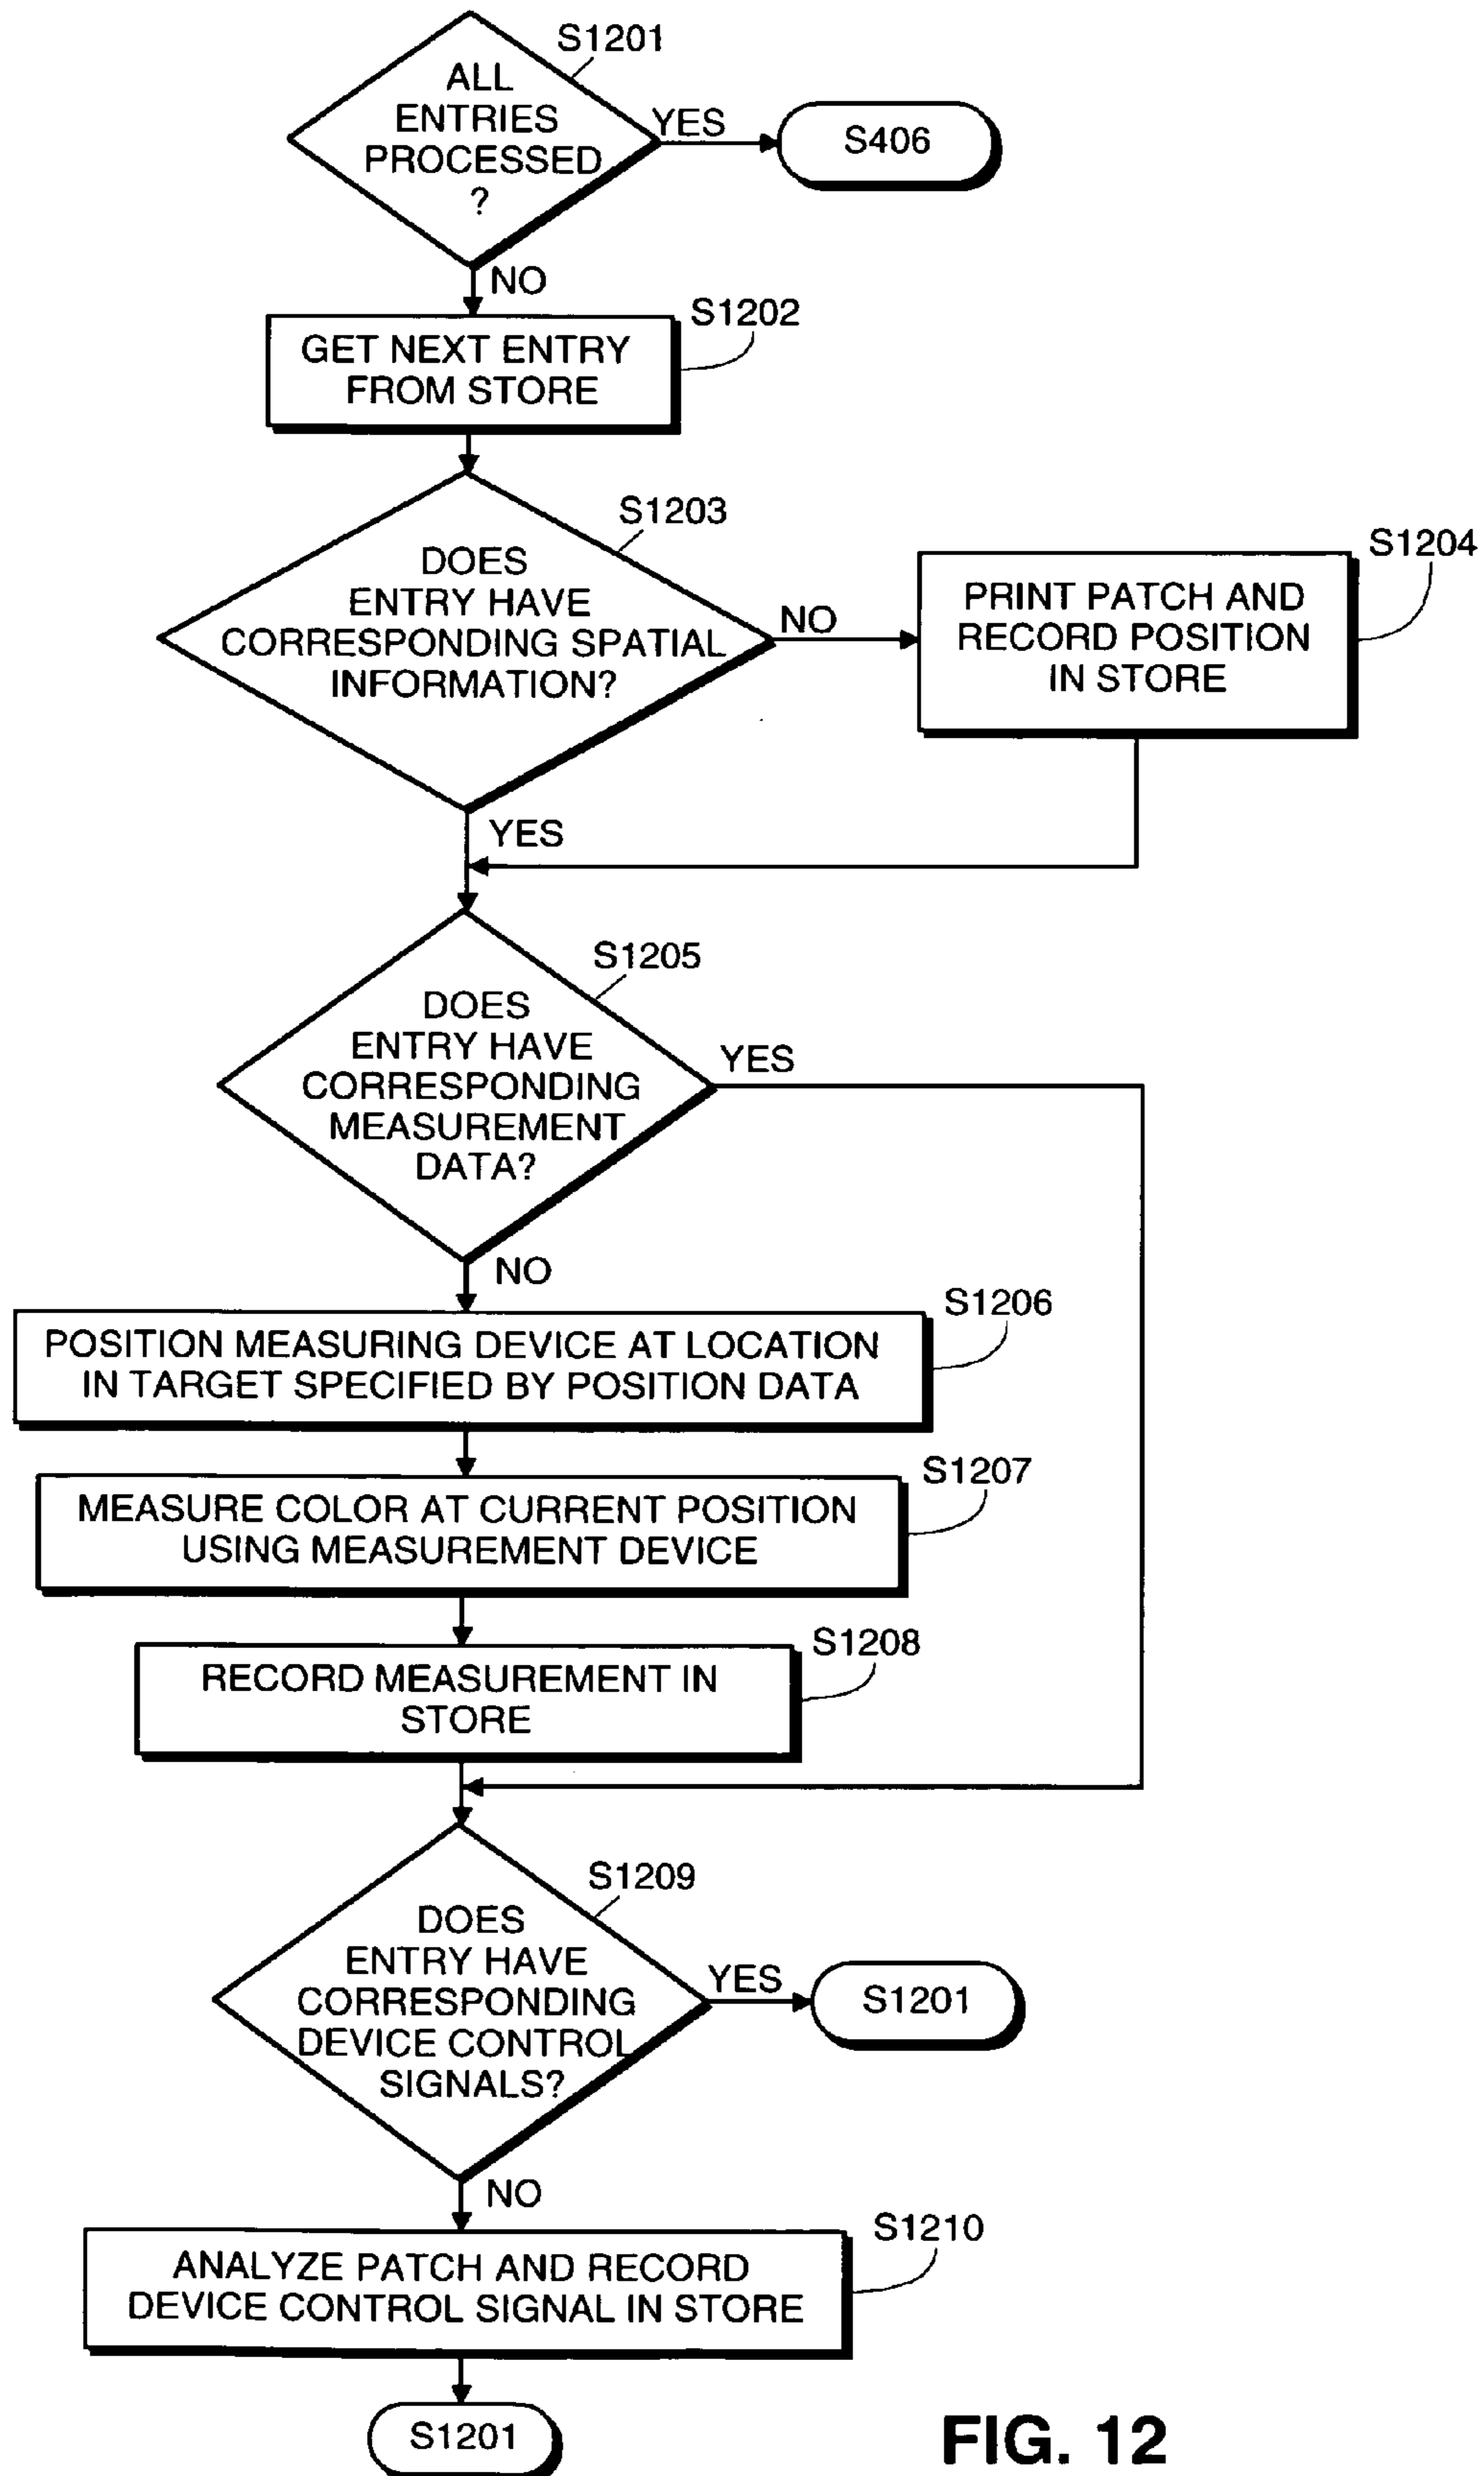 S1201
ALL
ENTRIES
PROCESSED
?
YES
S406
NO
S1202
GET NEXT ENTRY
FROM STORE
S1203
DOES
ENTRY HAVE
CORRESPONDING SPATIAL
INFORMATION?
NO
S1204
PRINT PATCH AND
RECORD POSITION
IN STORE
YES
S1205
DOES
ENTRY HAVE
CORRESPONDING
MEASUREMENT
DATA?
YES
NO
S1206
POSITION MEASURING DEVICE AT LOCATION
IN TARGET SPECIFIED BY POSITION DATA
S1207
MEASURE COLOR AT CURRENT POSITION
USING MEASUREMENT DEVICE
S1208
RECORD MEASUREMENT IN
STORE
S1209
DOES
ENTRY HAVE
CORRESPONDING
DEVICE CONTROL
SIGNALS?
YES
S1201
NO
S1210
ANALYZE PATCH AND RECORD
DEVICE CONTROL SIGNAL IN STORE
S1201
FIG. 12